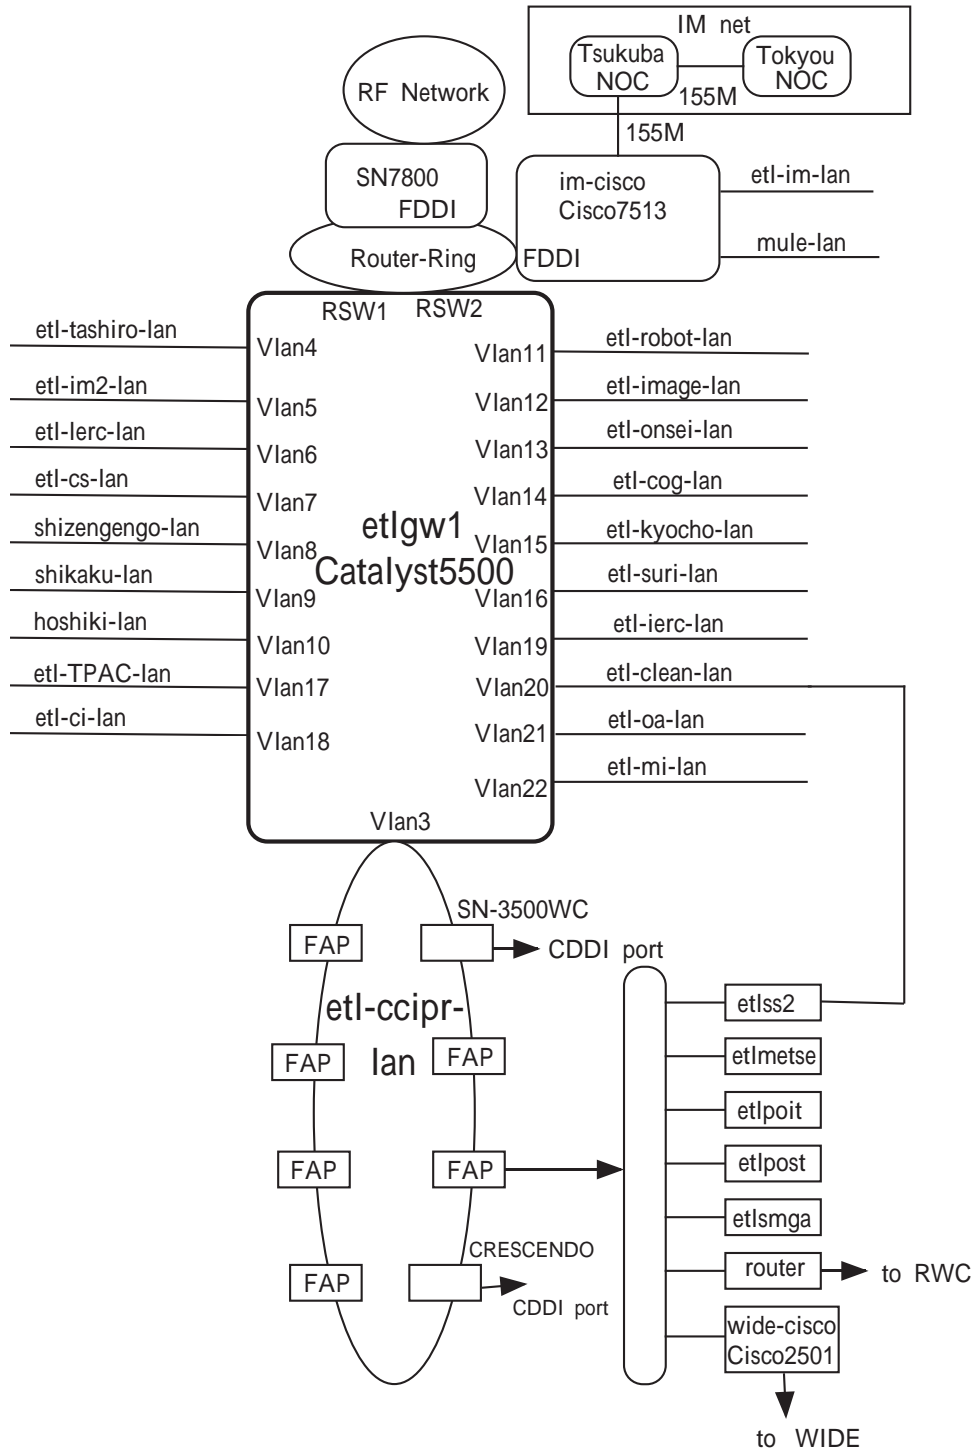 IM net
Tsukuba
NOC
Tokyou
NOC
155M
155M
RF Network
SN7800
FDDI
im-cisco
Cisco7513
etl-im-lan
mule-lan
Router-Ring
FDDI
RSW1
RSW2
etl-tashiro-lan
Vlan4
etl-im2-lan
Vlan5
etl-lerc-lan
Vlan6
etl-cs-lan
Vlan7
shizengengo-lan
Vlan8
shikaku-lan
Vlan9
hoshiki-lan
Vlan10
etl-TPAC-lan
Vlan17
etl-ci-lan
Vlan18
etlgw1
Catalyst5500
Vlan11
etl-robot-lan
Vlan12
etl-image-lan
Vlan13
etl-onsei-lan
Vlan14
etl-cog-lan
Vlan15
etl-kyocho-lan
Vlan16
etl-suri-lan
Vlan19
etl-ierc-lan
Vlan20
etl-clean-lan
Vlan21
etl-oa-lan
Vlan22
etl-mi-lan
Vlan3
SN-3500WC
FAP
CDDI port
etl-ccipr-
lan
FAP
FAP
FAP
FAP
FAP
CRESCENDO
CDDI port
etlss2
etlmetse
etlpoit
etlpost
etlsmga
router
to RWC
wide-cisco
Cisco2501
to WIDE